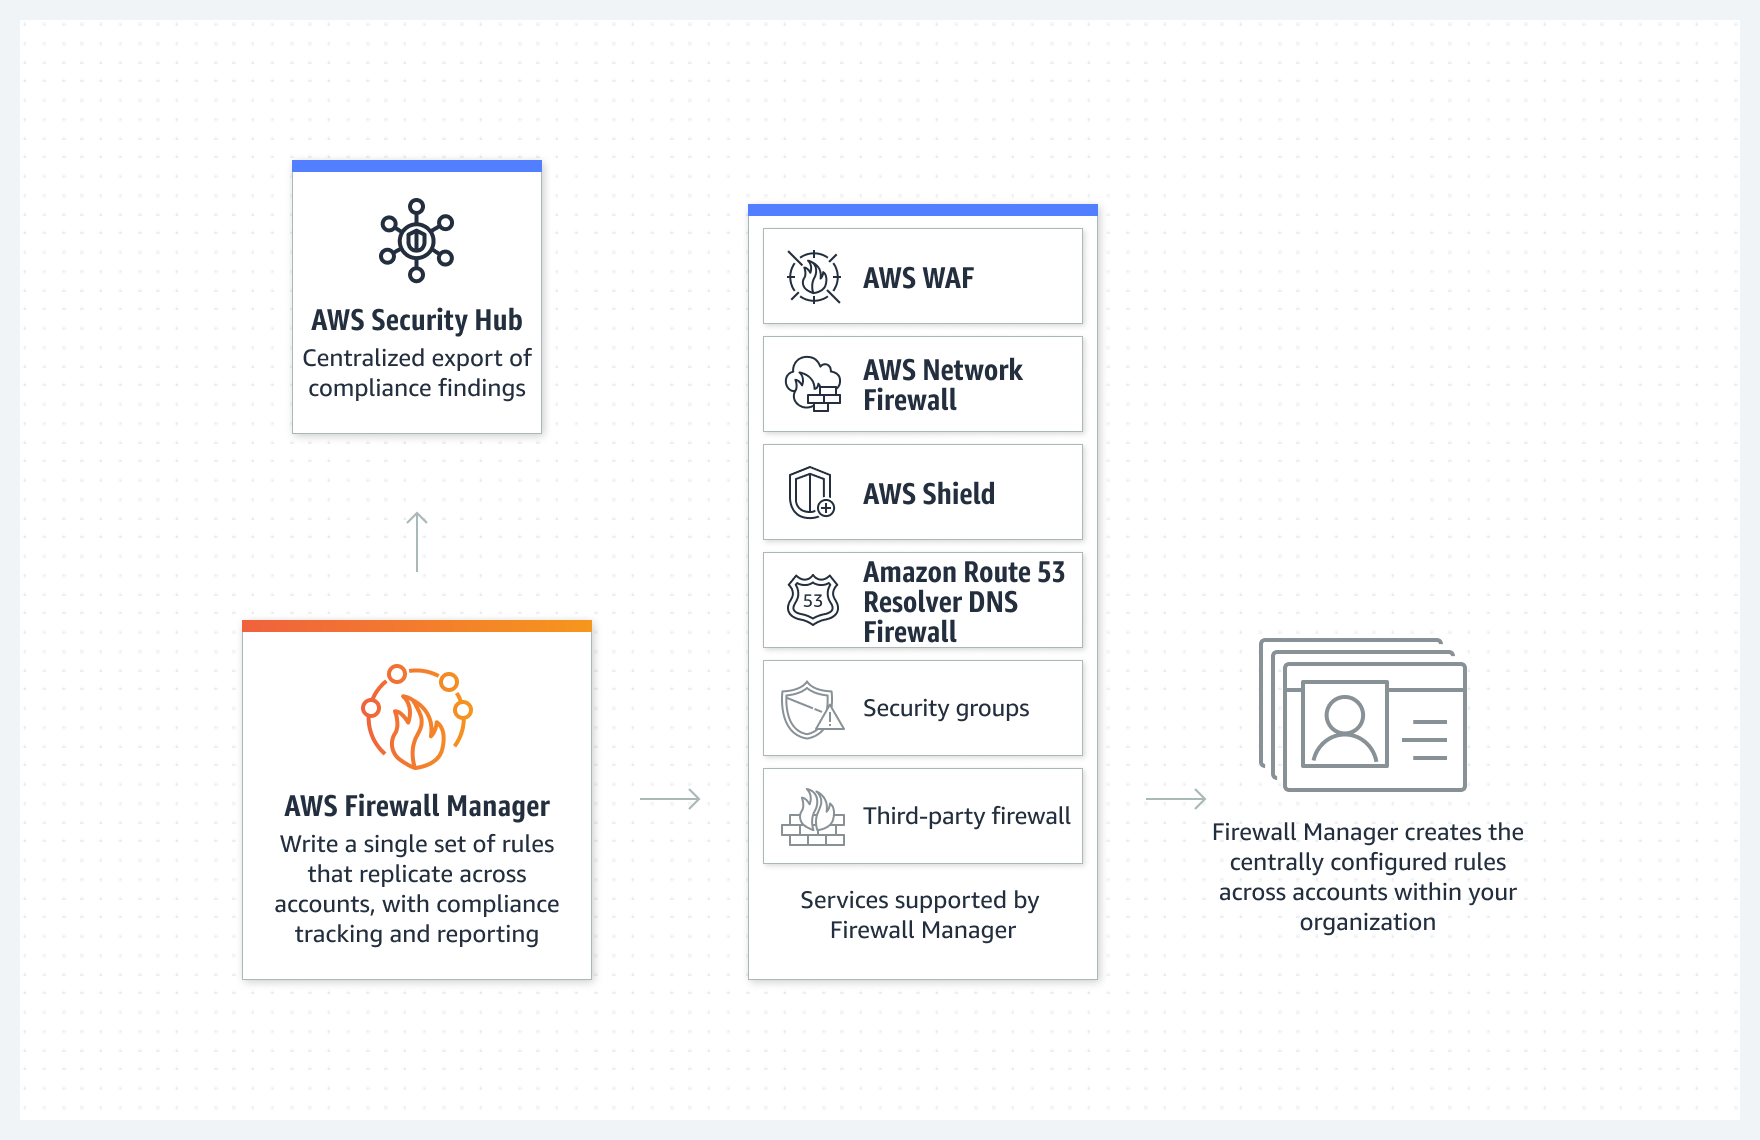 AWS Security Hub
Centralized export of
compliance findings
AWS Firewall Manager
Write a single set of rules
that replicate across
accounts, with compliance
tracking and reporting
AWS WAF
AWS Network
Firewall
AWS Shield
53
Amazon Route 53
Resolver DNS
Firewall
Security groups
Third-party firewall
Services supported by
Firewall Manager
Firewall Manager creates the
centrally configured rules
across accounts within your
organization